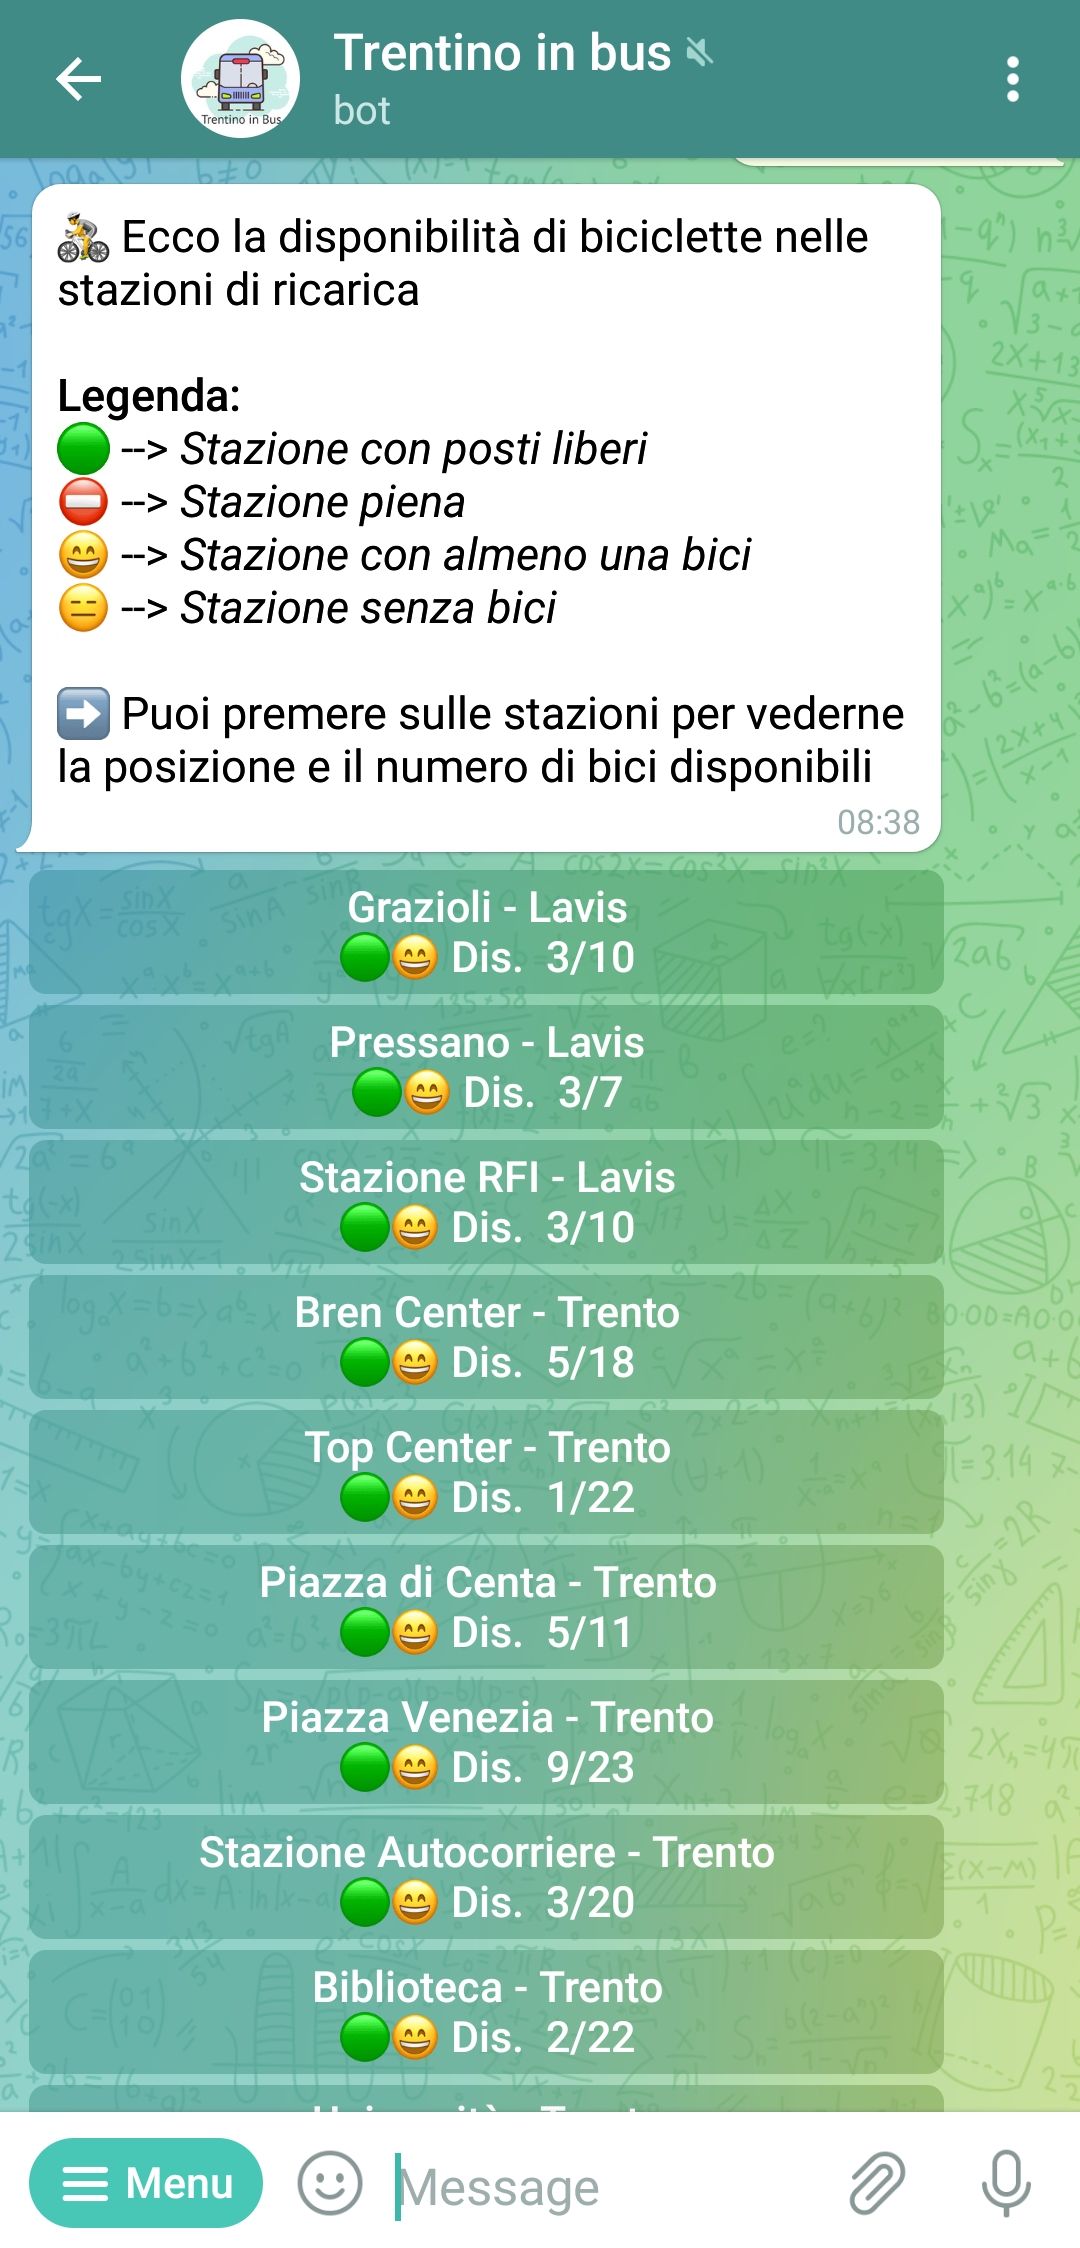 Trentino in bus
bot
Trentino in Bus
Ecco la disponibilità di biciclette nelle
stazioni di ricarica
Legenda:
--> Stazione con posti liberi
--> Stazione piena
--> Stazione con almeno una bici
--> Stazione senza bici
Puoi premere sulle stazioni per vederne
la posizione e il numero di bici disponibili
08:38
Grazioli - Lavis
Dis. 3/10
Pressano - Lavis
Dis. 3/7
Stazione RFI - Lavis
Dis. 3/10
Bren Center - Trento
Dis. 5/18
Top Center - Trento
Dis. 1/22
Piazza di Centa - Trento
Dis. 5/11
Piazza Venezia - Trento
Dis. 9/23
Stazione Autocorriere - Trento
Dis. 3/20
Biblioteca - Trento
Dis. 2/22
Menu
Message